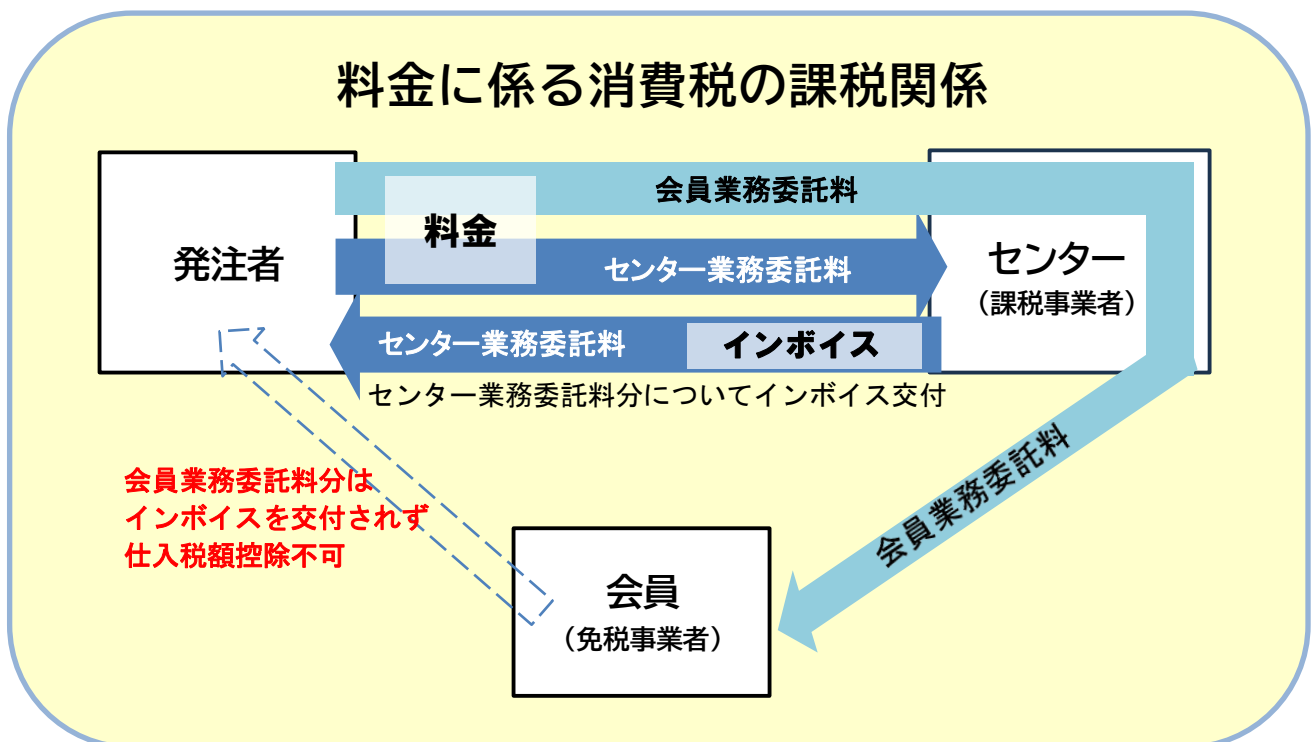 料金に係る消費税の課税関係
会員業務委託料
料金
発注者
センター業務委託料
センター
（課税事業者）
センター業務委託料
インボイス
センター業務委託料分についてインボイス交付
会員業務委託料
会員業務委託料分は
インボイスを交付されず
仕入税額控除不可
会員
（免税事業者）